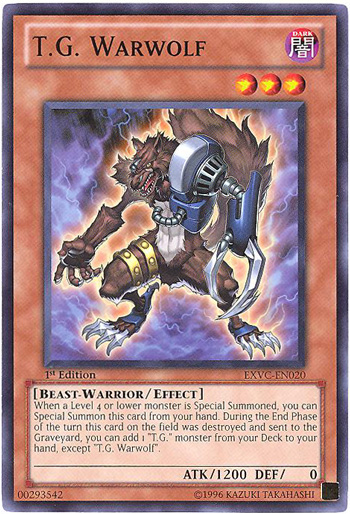 T.G. Warwolf
DARK
闇
1st Edition
EXVC-EN020
[Beast-Warrior/Effect]
When a Level 4 or lower monster is Special Summoned, you can
Special Summon this card from your hand. During the End Phase
of the turn this card on the field was destroyed and sent to the
Graveyard, you can add 1 "T.G." monster from your Deck to your
hand, except "T.G. Warwolf".
ATK/1200 DEF/ 0
00293542
©1996 KAZUKI TAKAHASHI